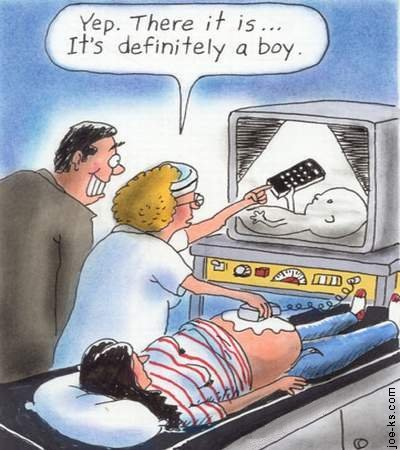 Yep. There it is...
It's definitely a boy.
©
joe-ks.com